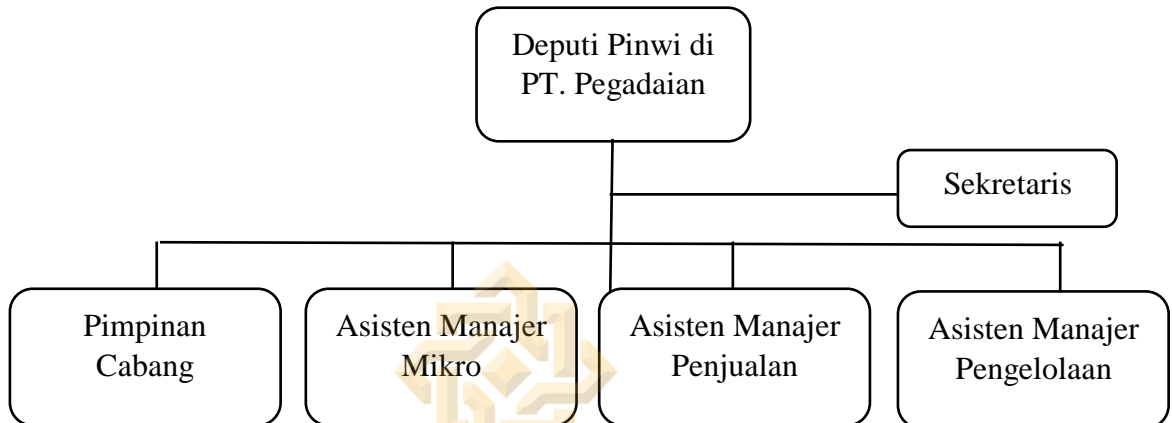 Deputi Pinwi di
PT. Pegadaian
Sekretaris
Pimpinan
Cabang
Asisten Manajer
Mikro
Asisten Manajer
Penjualan
Asisten Manajer
Pengelolaan